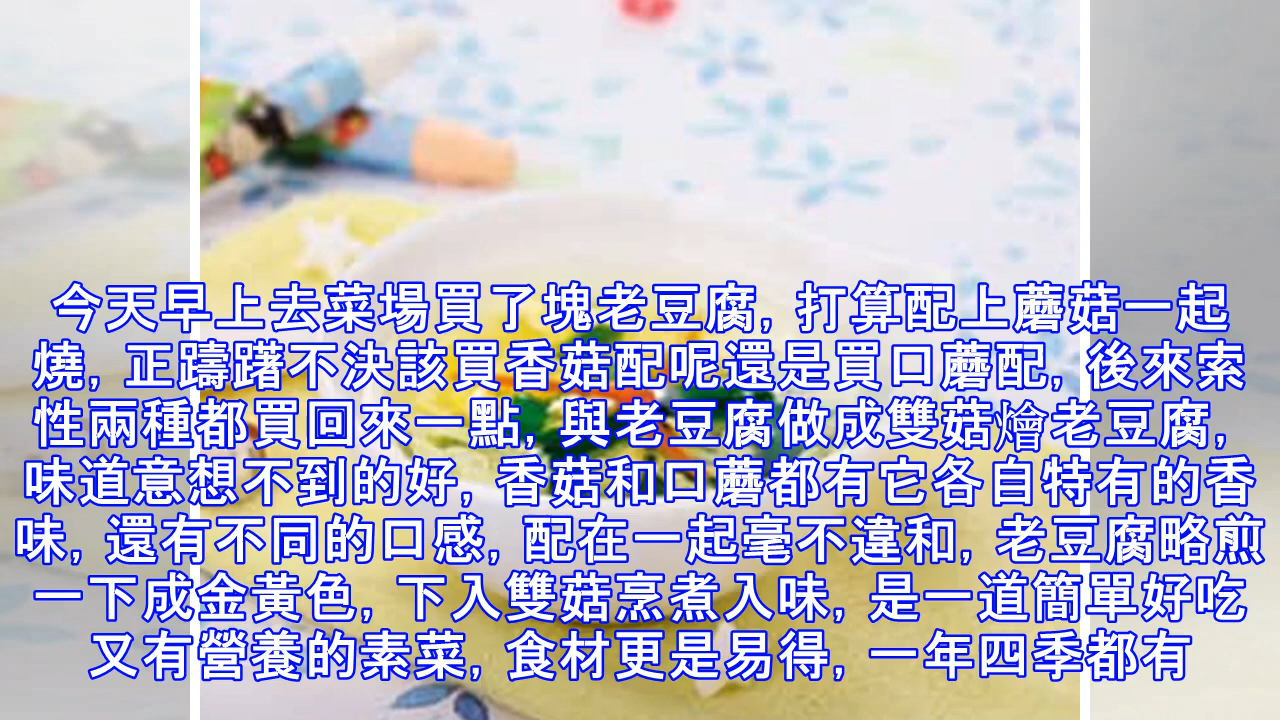 今天早上去菜場買了塊老豆腐, 打算配上蘑菇一起
燒, 正躊躇不決該買香菇配呢還是買口蘑配, 後來索
性兩種都買回來一點, 與老豆腐做成雙菇燴老豆腐,
味道意想不到的好, 香菇和口蘑都有它各自特有的香
味, 還有不同的口感, 配在一起毫不違和, 老豆腐略煎
一下成金黃色, 下入雙菇烹煮入味, 是一道簡單好吃
又有營養的素菜, 食材更是易得, 一年四季都有